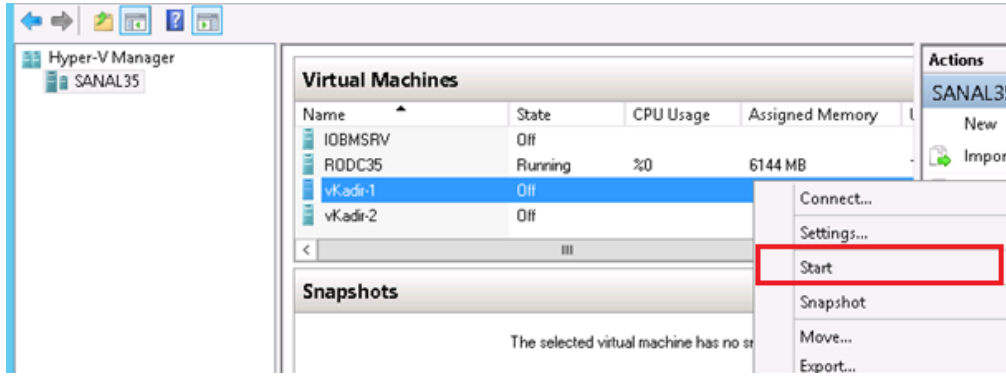 Hyper-V Manager
SANAL35
Virtual Machines
Name State CPU Usage Assigned Memory
IOBMSRV Off
RODC35 Running %0 6144 MB
vKadir-1 Off
vKadir-2 Off
Snapshots
The selected virtual machine has no
Actions
SANAL35
New
Impor
Connect...
Settings...
Start
Snapshot
Move...
Export...